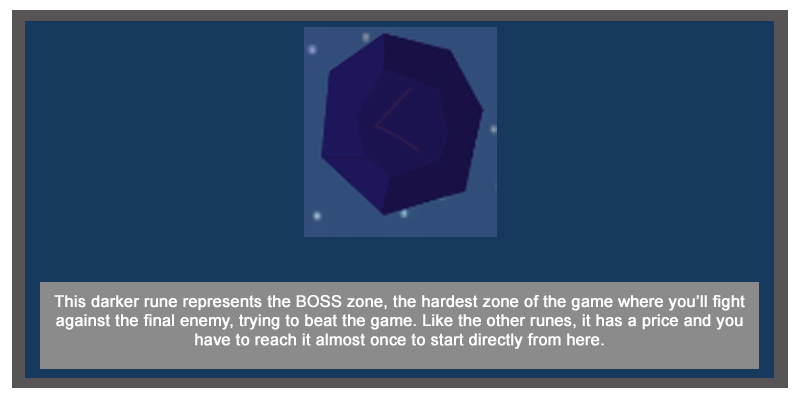 This darker rune represents the BOSS zone, the hardest zone of the game where you'll fight
against the final enemy, trying to beat the game. Like the other runes, it has a price and you
have to reach it almost once to start directly from here.